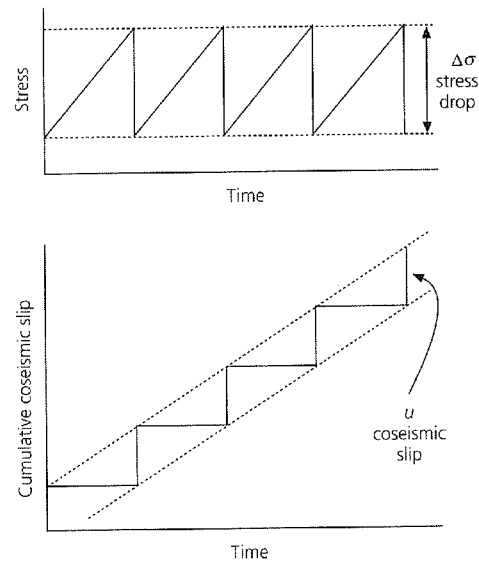 Stress
Δσ
stress
drop
Time
Cumulative coseismic slip
u
coseismic
slip
Time